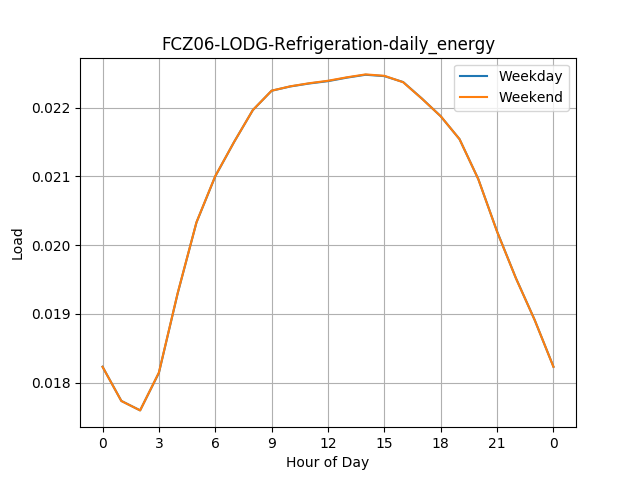 FCZ06-LODG-Refrigeration-daily_energy
Weekday
Weekend
0.022
0.021
0.020
0.019
0.018
Load
0 3 6 9 12 15 18 21 0
Hour of Day